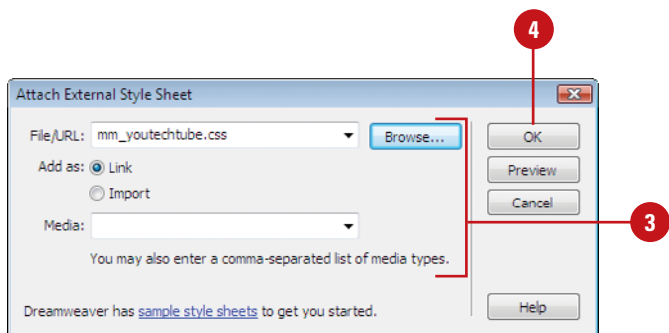 4
Attach External Style Sheet
File/URL: mm_youtechtube.css Browse... OK
Add as: Link Preview
Import Cancel
Media:
3
You may also enter a comma-separated list of media types.
Dreamweaver has sample style sheets to get you started. Help